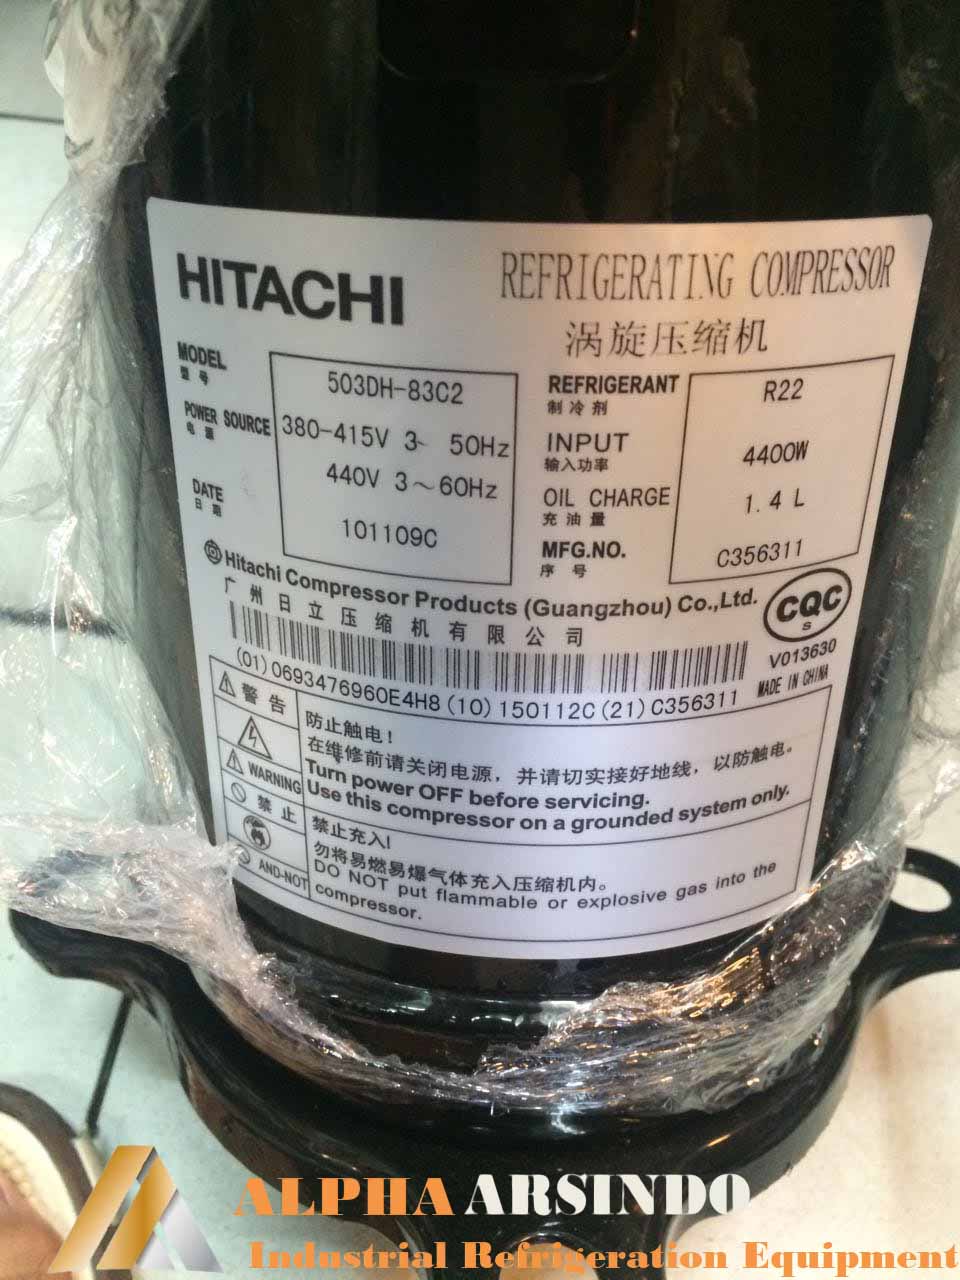 HITACHI
REFRIGERATING COMPRESSOR
涡旋压缩机
MODEL
型号
503DH-83C2
POWER SOURCE
电源
380-415V 3~ 50Hz
440V 3~60Hz
DATE
日期
101109C
REFRIGERANT
制冷剂
R22
INPUT
输入功率
4400W
OIL CHARGE
充油量
1.4 L
MFG.NO.
序号
C356311
Hitachi Compressor Products (Guangzhou) Co.,Ltd.
广州日立压缩机有限公司
CQC
S
V013630
MADE IN CHINA
(01)0693476960E4H8(10)150112C(21)C356311
警告
WARNING
防止触电!
在维修前请关闭电源，并请切实接好地线，以防触电。
Turn power OFF before servicing.
Use this compressor on a grounded system only.
禁止
AND-NOT
禁止充入!
勿将易燃易爆气体充入压缩机内。
DO NOT put flammable or explosive gas into the
compressor.
ALPHA ARSINDO
Industrial Refrigeration Equipment